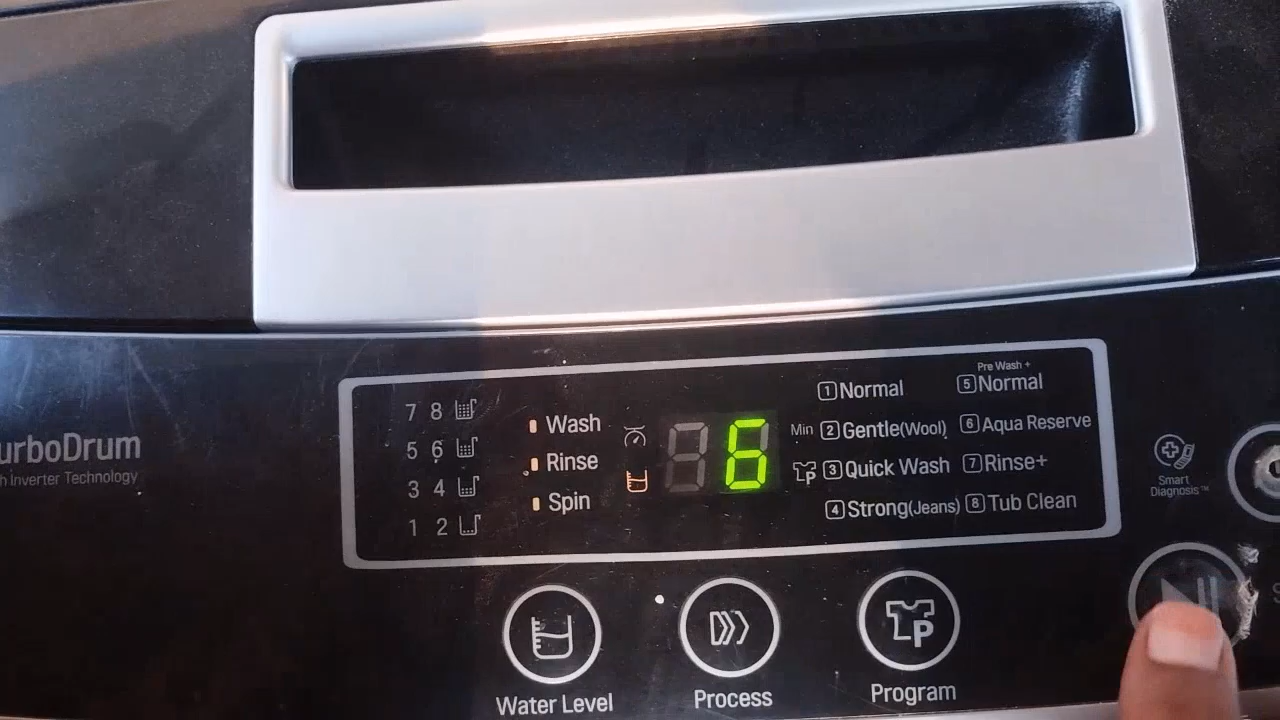 urboDrum
h Inverter Technology
7 8
5 6
3 4
1 2
Wash
Rinse
Spin
6
Min
P
1 Normal
2 Gentle(Wool)
3 Quick Wash
4 Strong(Jeans)
Pre Wash +
5 Normal
6 Aqua Reserve
7 Rinse+
8 Tub Clean
Smart
Diagnosis™
P
Water Level
Process
Program